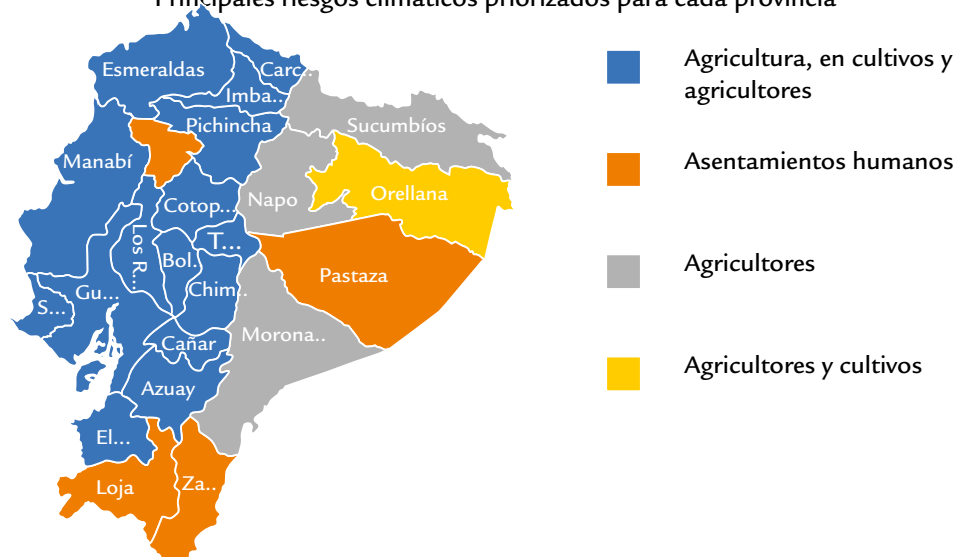 Principales riesgos climáticos priorizados para cada provincia
Esmeraldas
Carc..
Imba..
Pichincha
Sucumbíos
Manabí
Napo
Orellana
Cotop...
T...
Los R...
Bol.
Pastaza
Chim..
Gu...
S...
Morona..
Cañar
Azuay
El...
Loja
Za..
Agricultura, en cultivos y
agricultores
Asentamientos humanos
Agricultores
Agricultores y cultivos